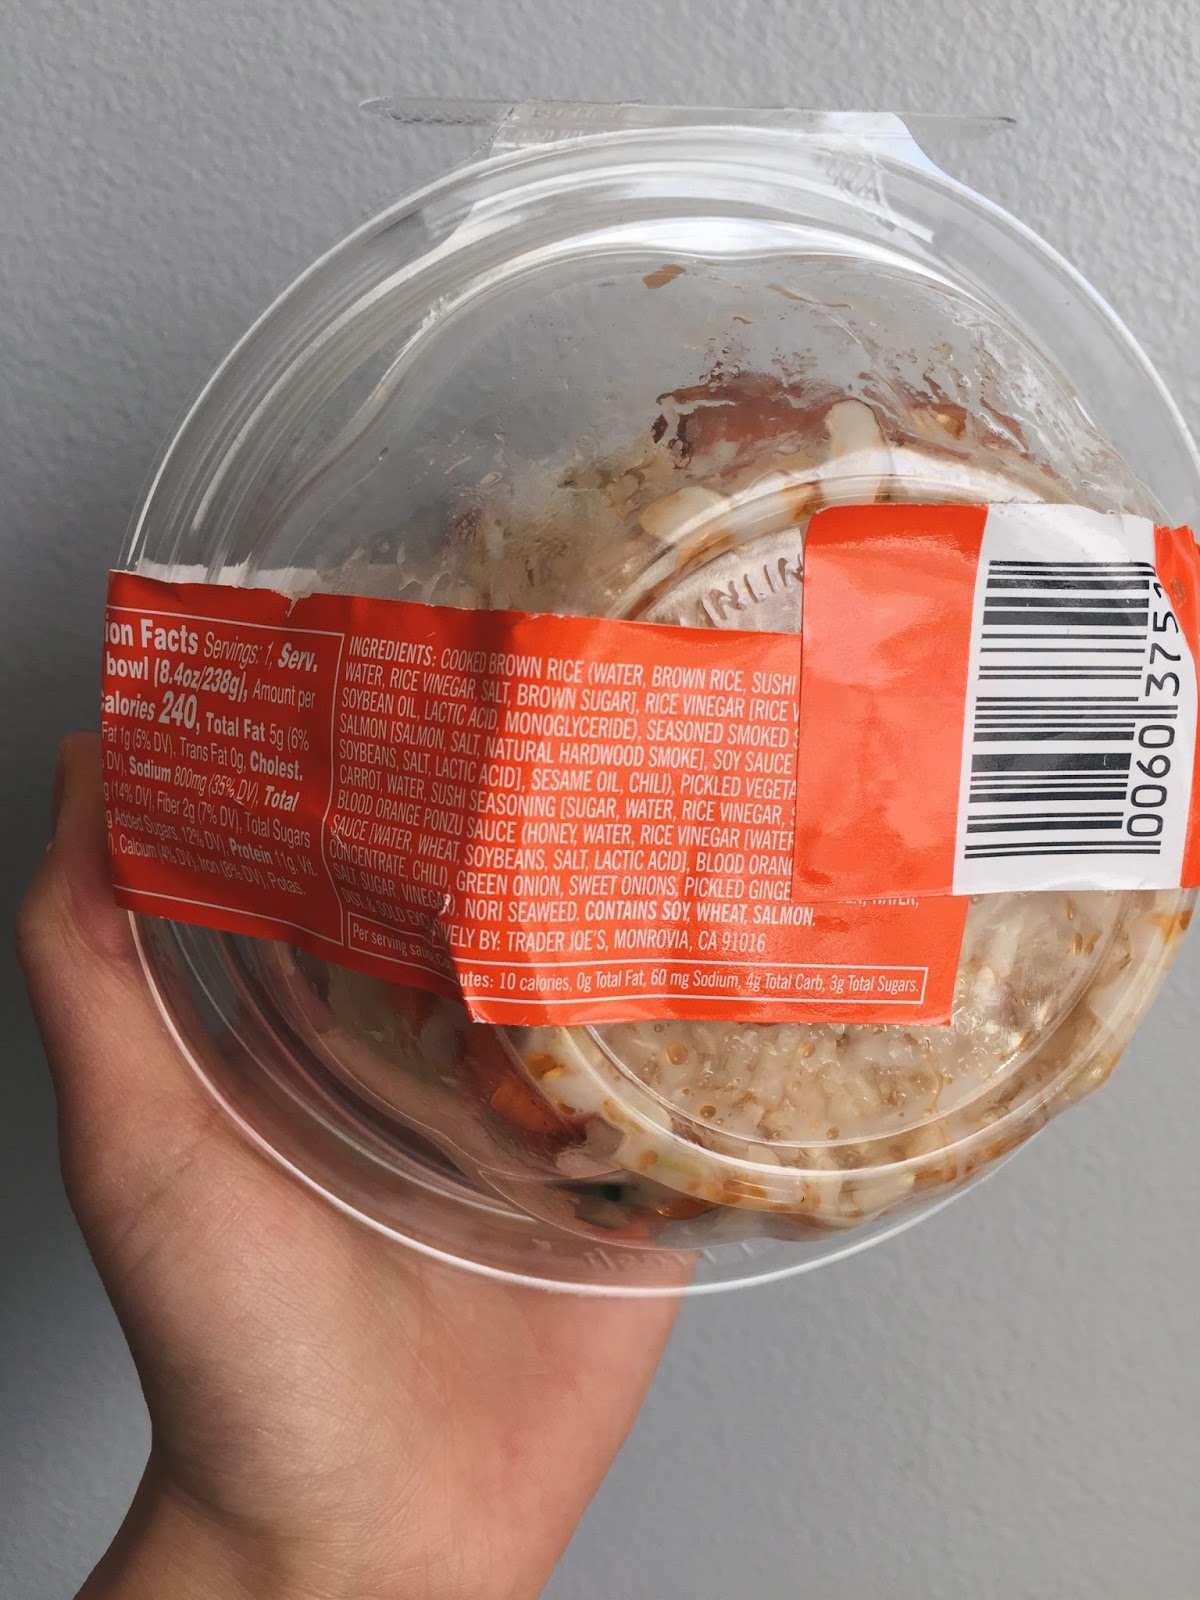 INLIN
ion Facts Servings: 1, Serv.
bowl (8.4oz/238g), Amount per
alories 240, Total Fat 5g (6%
Fat 1g (5% DV), Trans Fat 0g, Cholest.
DV), Sodium 800mg (35% DV), Total
g (14% DV), Fiber 2g (7% DV), Total Sugars
g Added Sugars, 12% DV), Protein 11g, Vit.
), Calcium (4% DV), Iron (8% DV), Potas.
INGREDIENTS: COOKED BROWN RICE (WATER, BROWN RICE, SUSHI
WATER, RICE VINEGAR, SALT, BROWN SUGAR], RICE VINEGAR [RICE V
SOYBEAN OIL, LACTIC ACID, MONOGLYCERIDE), SEASONED SMOKED S
SALMON [SALMON, SALT, NATURAL HARDWOOD SMOKE], SOY SAUCE
SOYBEANS, SALT, LACTIC ACID], SESAME OIL, CHILI), PICKLED VEGETA
CARROT, WATER, SUSHI SEASONING [SUGAR, WATER, RICE VINEGAR, S
BLOOD ORANGE PONZU SAUCE (HONEY, WATER, RICE VINEGAR [WATER
SAUCE [WATER, WHEAT, SOYBEANS, SALT, LACTIC ACID], BLOOD ORANG
CONCENTRATE, CHILI), GREEN ONION, SWEET ONIONS, PICKLED GINGE
SALT, SUGAR, VINEGAR), NORI SEAWEED. CONTAINS SOY, WHEAT, SALMON.
DIST. & SOLD EXCLUSIVELY BY: TRADER JOE'S, MONROVIA, CA 91016
Per serving sauce utes: 10 calories, 0g Total Fat, 60 mg Sodium, 4g Total Carb, 3g Total Sugars.
0060 375